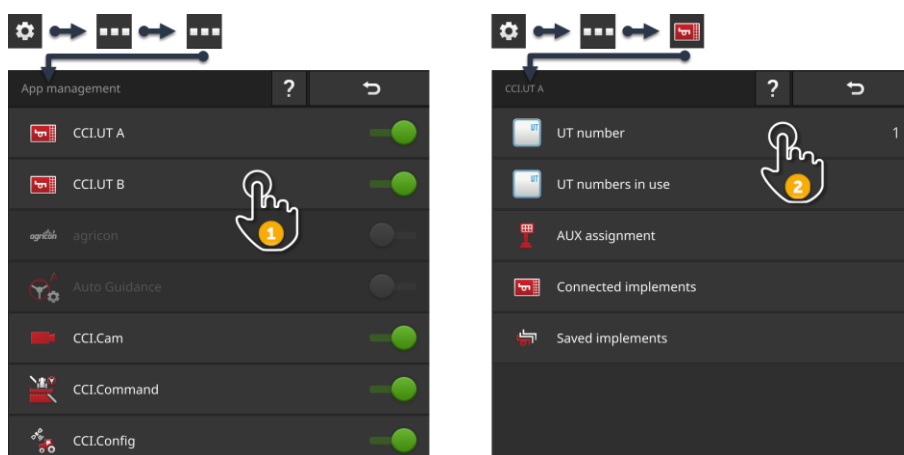 App management
?
CCI.UT A
CCI.UT B
1
agricon agricon
Auto Guidance
CCI.Cam
CCI.Command
CCI.Config
CCI.UT A
?
UT UT number 1
2
UT UT numbers in use
AUX assignment
Connected implements
Saved implements